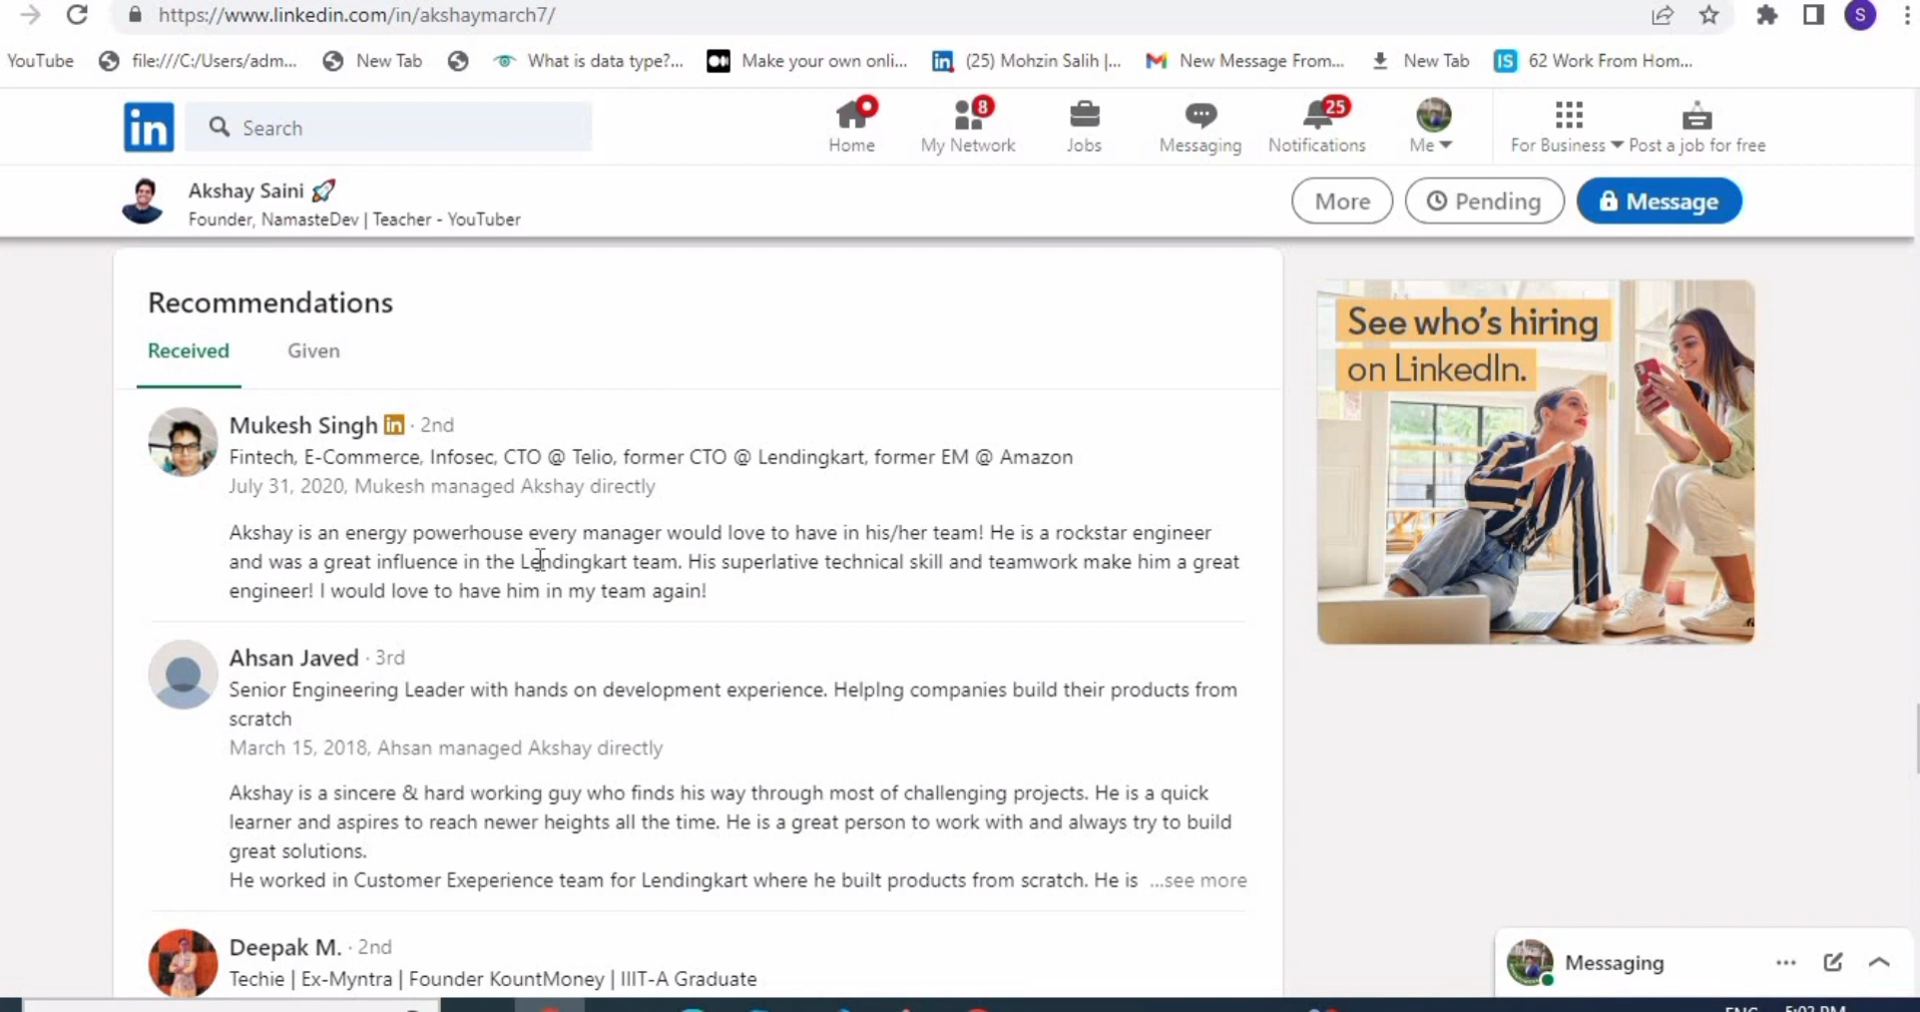 https://www.linkedin.com/in/akshaymarch7/
S
YouTube
file:///C:/Users/adm...
New Tab
What is data type?...
Make your own onli...
(25) Mohzin Salih |...
New Message From...
New Tab
IS
62 Work From Hom...
in
Search
8
25
Home
My Network
Jobs
Messaging
Notifications
Me
For Business
Post a job for free
Akshay Saini 🚀
Founder, NamasteDev | Teacher - YouTuber
More
Pending
Message
Recommendations
Received
Given
Mukesh Singh in · 2nd
Fintech, E-Commerce, Infosec, CTO @ Telio, former CTO @ Lendingkart, former EM @ Amazon
July 31, 2020, Mukesh managed Akshay directly
Akshay is an energy powerhouse every manager would love to have in his/her team! He is a rockstar engineer
and was a great influence in the Lendingkart team. His superlative technical skill and teamwork make him a great
engineer! I would love to have him in my team again!
Ahsan Javed · 3rd
Senior Engineering Leader with hands on development experience. HelpIng companies build their products from
scratch
March 15, 2018, Ahsan managed Akshay directly
Akshay is a sincere & hard working guy who finds his way through most of challenging projects. He is a quick
learner and aspires to reach newer heights all the time. He is a great person to work with and always try to build
great solutions.
He worked in Customer Exeperience team for Lendingkart where he built products from scratch. He is ...see more
Deepak M. · 2nd
Techie | Ex-Myntra | Founder KountMoney | IIIT-A Graduate
See who's hiring
on LinkedIn.
Messaging
ENG
5:02 PM